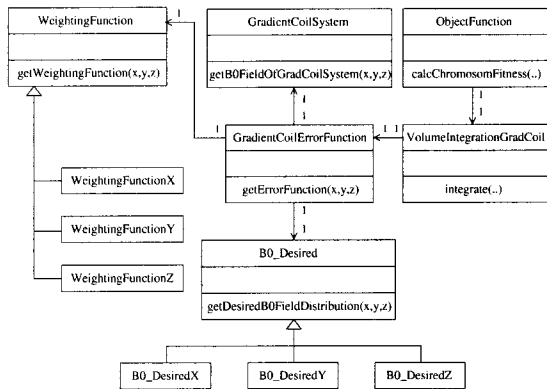 WeightingFunction
getWeightingFunction(x,y,z)
1
GradientCoilSystem
getB0FieldOfGradCoilSystem(x,y,z)
ObjectFunction
calcChromosomFitness(..)
1
1
1
1
1
GradientCoilErrorFunction
getErrorFunction(x,y,z)
1 1
VolumeIntegrationGradCoil
integrate(..)
WeightingFunctionX
WeightingFunctionY
WeightingFunctionZ
1
1
B0_Desired
getDesiredB0FieldDistribution(x,y,z)
B0_DesiredX
B0_DesiredY
B0_DesiredZ